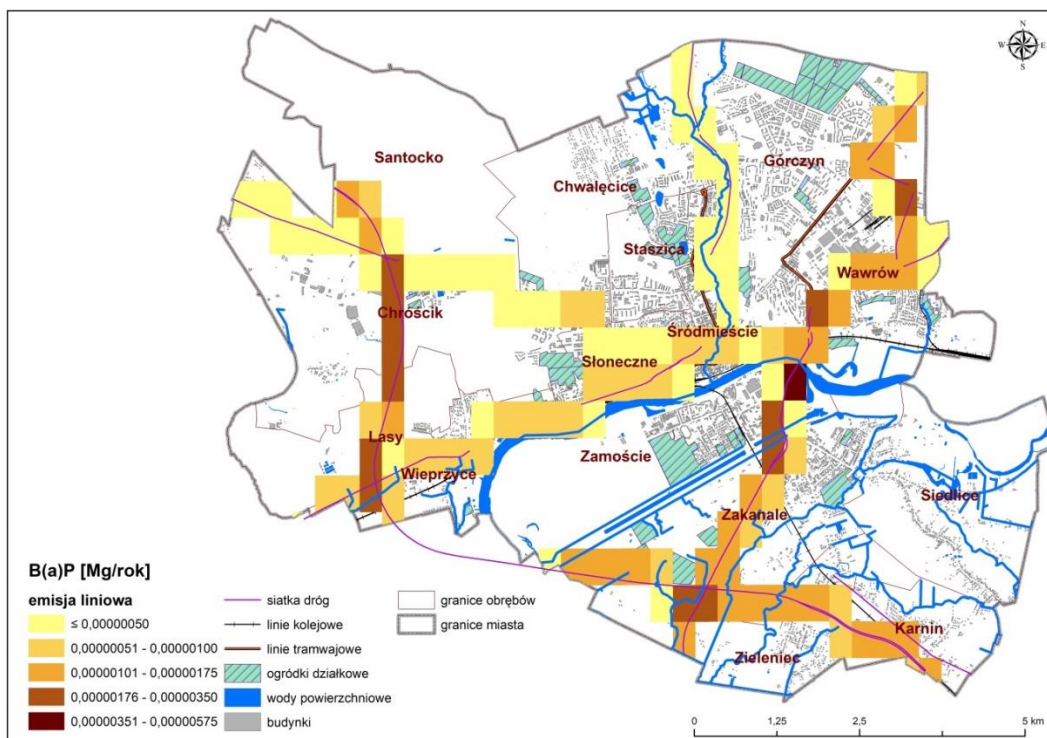 N
W E
S
Santocko
Chwalęcice
Górczyn
Staszica
Wawrów
Chróścik
Śródmieście
Słoneczne
Lasy
Wieprzyce
Zamoście
Siedlice
Zakanale
Karnin
Zieleniec
B(a)P [Mg/rok]
emisja liniowa
≤ 0,00000050
0,00000051 - 0,00000100
0,00000101 - 0,00000175
0,00000176 - 0,00000350
0,00000351 - 0,00000575
siatka dróg
linie kolejowe
linie tramwajowe
ogródki działkowe
wody powierzchniowe
budynki
granice obrębów
granice miasta
0 1,25 2,5 5 km